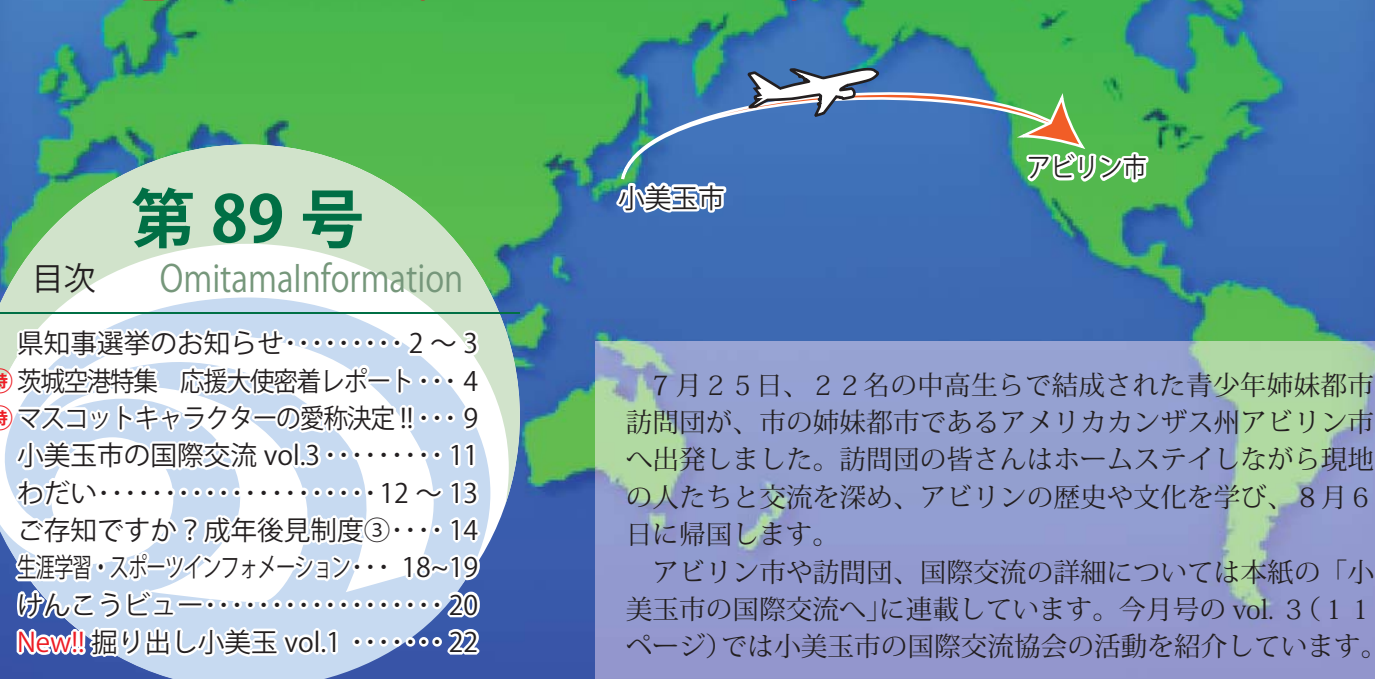 小美玉市
アビリン市
第 89 号
目次 OmitamaInformation
県知事選挙のお知らせ・・・・・・・・・ 2 ～ 3
特 茨城空港特集 応援大使密着レポート・・・ 4
特 マスコットキャラクターの愛称決定 !!・・・ 9
小美玉市の国際交流 vol.3・・・・・・・・・ 11
わだい・・・・・・・・・・・・・・・・・・・・ 12 ～ 13
ご存知ですか？成年後見制度③・・・・ 14
生涯学習・スポーツインフォメーション・・・ 18~19
けんこうビュー・・・・・・・・・・・・・・・・・ 20
New!! 掘り出し小美玉 vol.1 ・・・・・・・ 22
７月２５日、２２名の中高生らで結成された青少年姉妹都市
訪問団が、市の姉妹都市であるアメリカカンザス州アビリン市
へ出発しました。訪問団の皆さんはホームステイしながら現地
の人たちと交流を深め、アビリンの歴史や文化を学び、８月６
日に帰国します。
アビリン市や訪問団、国際交流の詳細については本紙の「小
美玉市の国際交流へ」に連載しています。今月号の vol. 3（１１
ページ）では小美玉市の国際交流協会の活動を紹介しています。